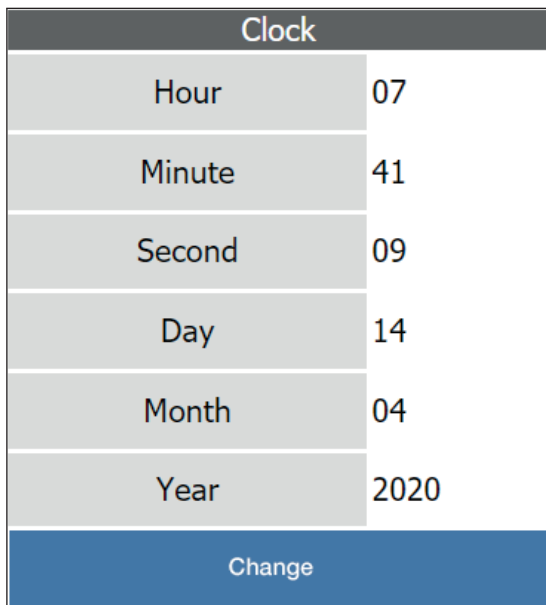 Clock
Hour 07
Minute 41
Second 09
Day 14
Month 04
Year 2020
Change